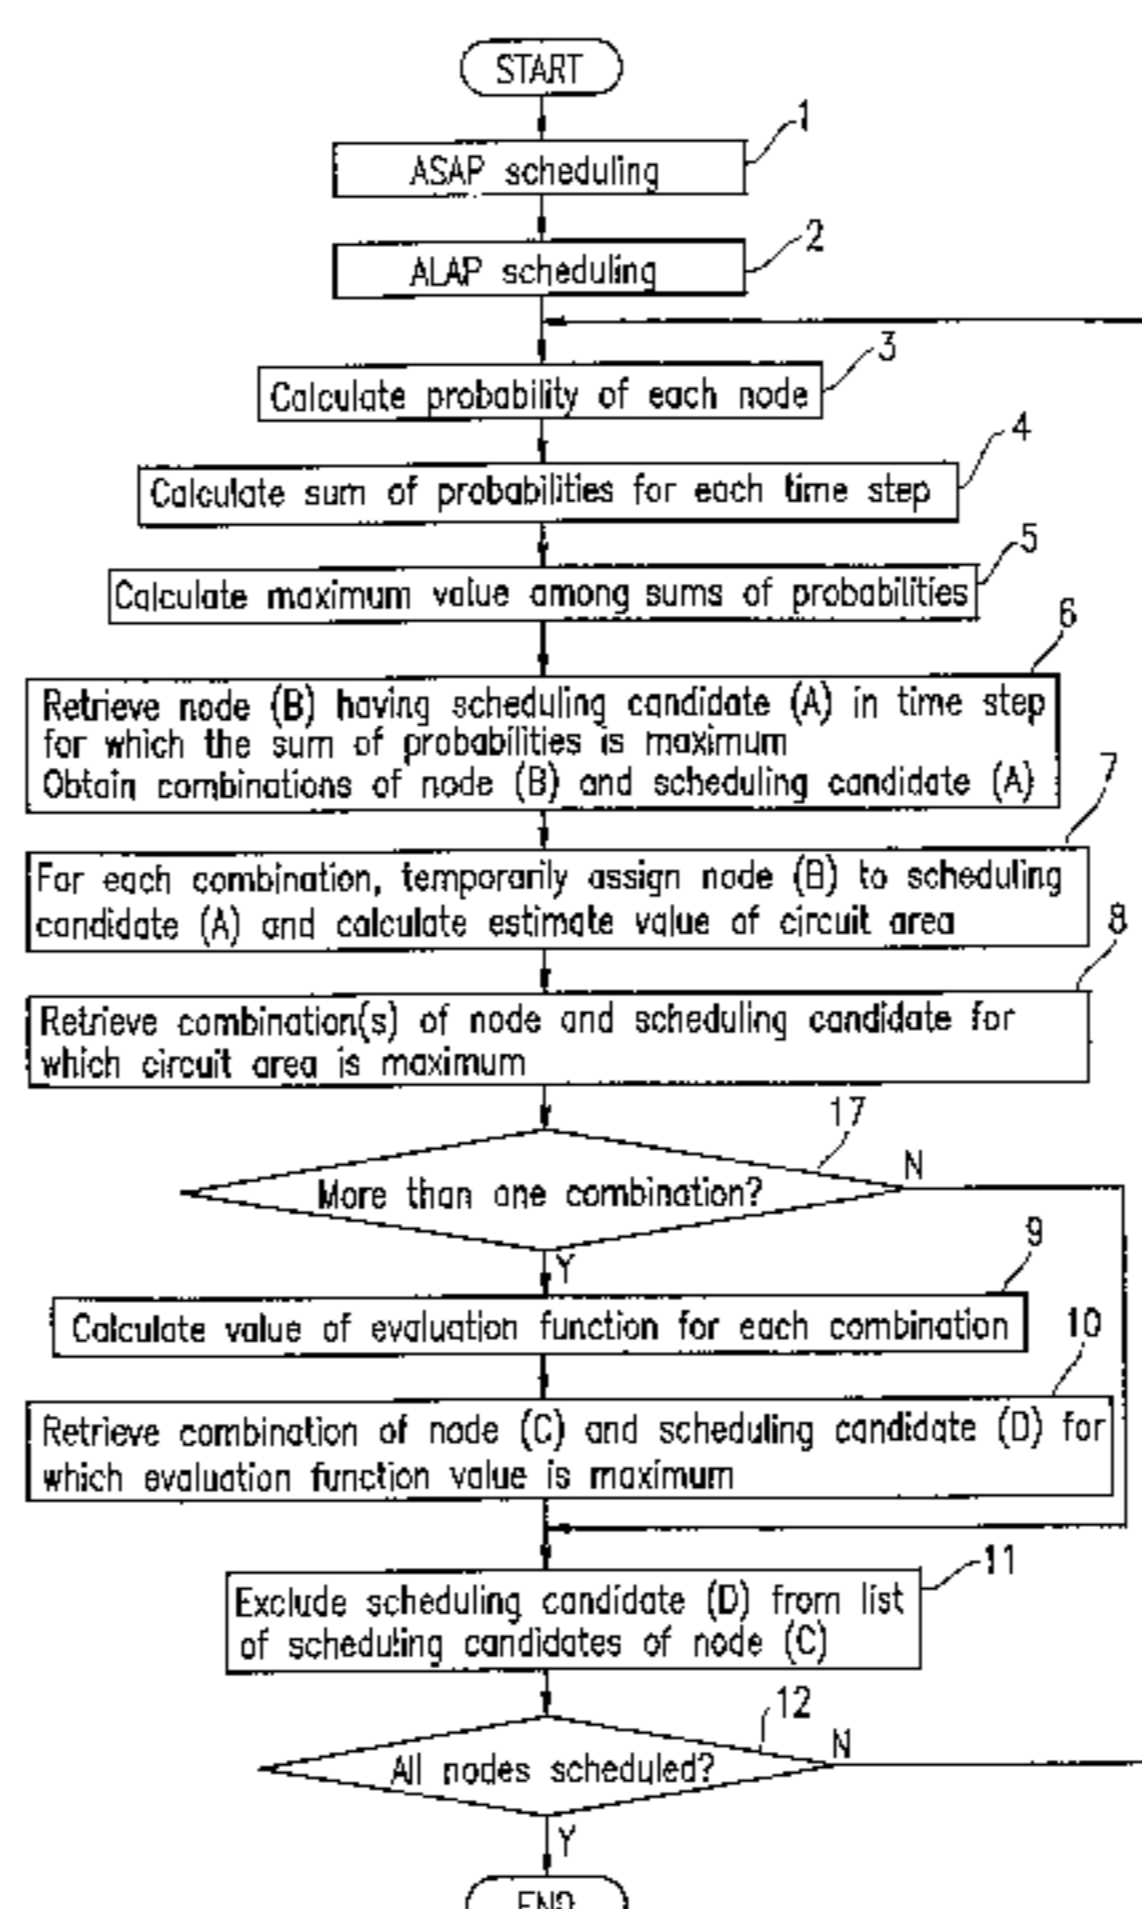 START
1
ASAP scheduling
2
ALAP scheduling
3
Calculate probability of each node
4
Calculate sum of probabilities for each time step
5
Calculate maximum value among sums of probabilities
6
Retrieve node (B) having scheduling candidate (A) in time step
for which the sum of probabilities is maximum
Obtain combinations of node (B) and scheduling candidate (A)
7
For each combination, temporarily assign node (B) to scheduling
candidate (A) and calculate estimate value of circuit area
8
Retrieve combination(s) of node and scheduling candidate for
which circuit area is maximum
17
More than one combination?
N
Y
9
Calculate value of evaluation function for each combination
10
Retrieve combination of node (C) and scheduling candidate (D) for
which evaluation function value is maximum
11
Exclude scheduling candidate (D) from list
of scheduling candidates of node (C)
12
All nodes scheduled?
N
Y
END